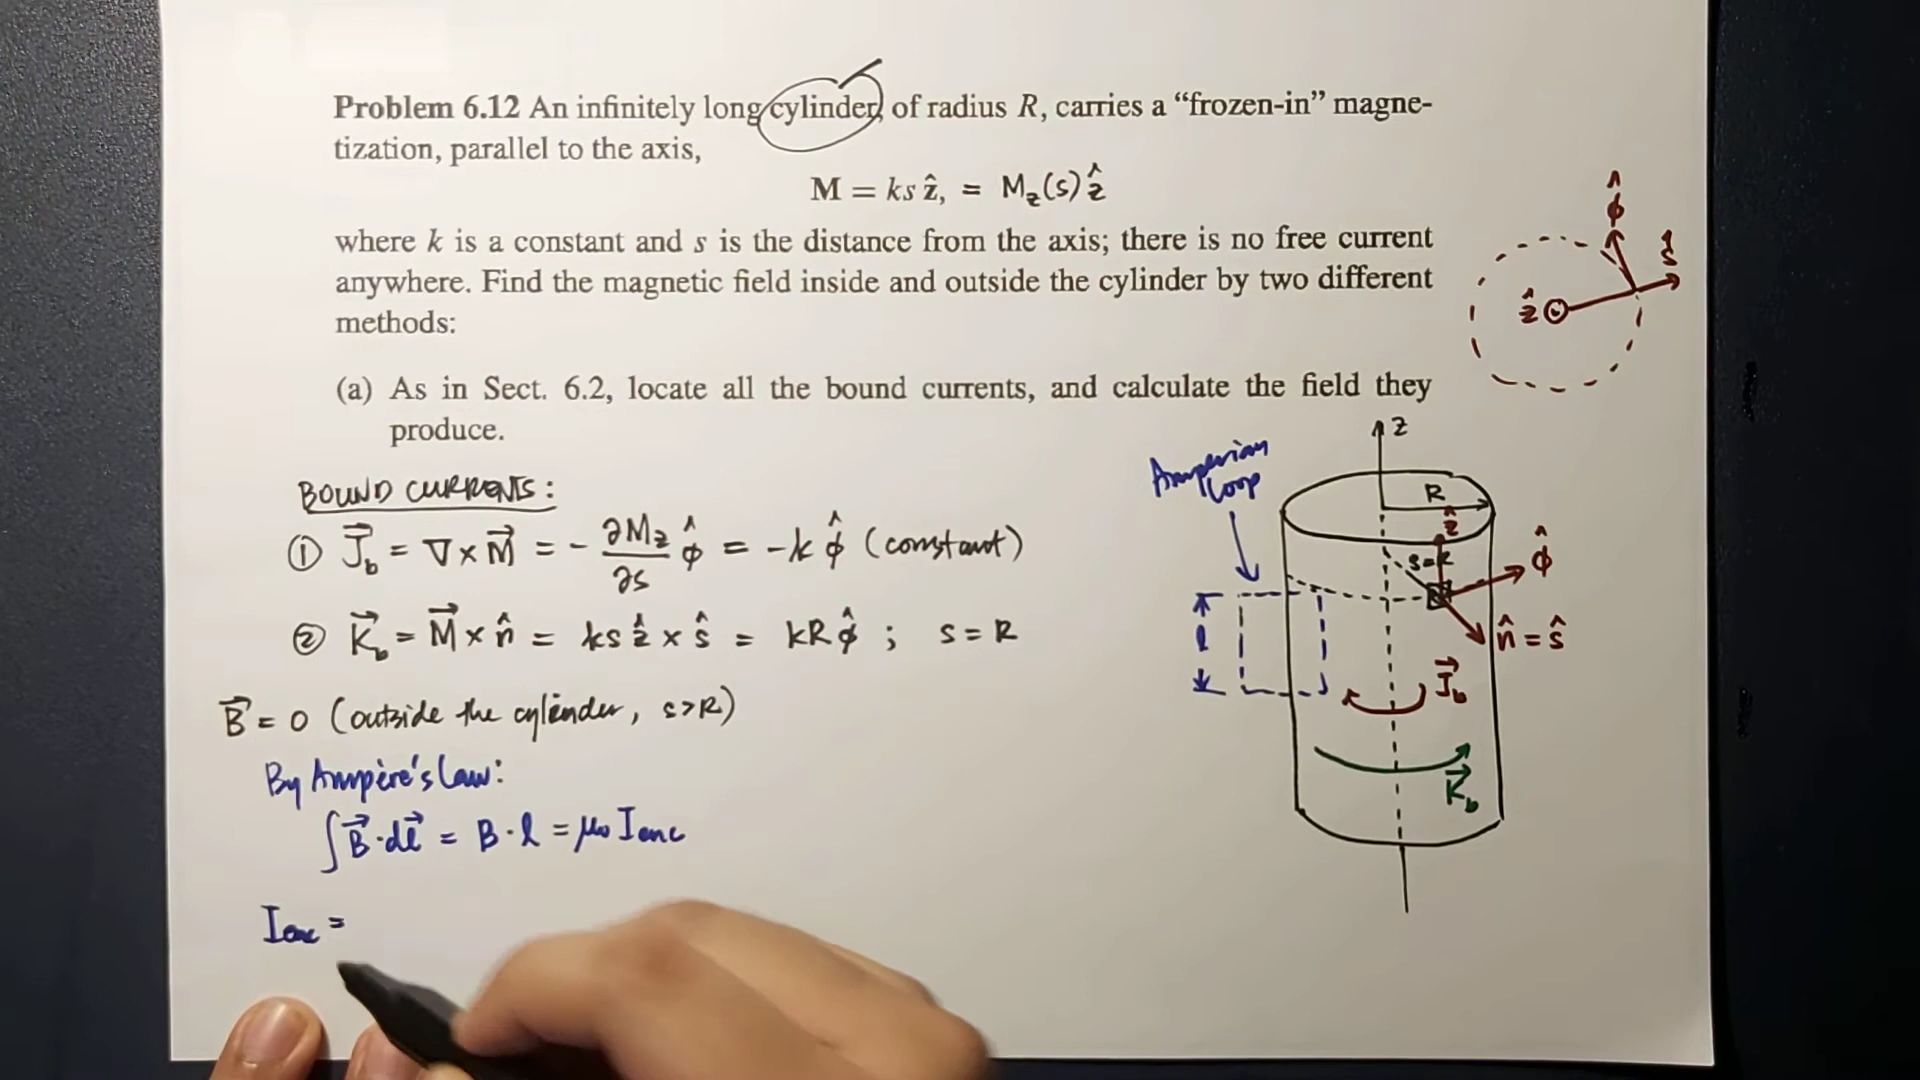 Problem 6.12 An infinitely long cylinder, of radius R, carries a “frozen-in” magne-
tization, parallel to the axis,
M = ks ẑ, = M_z(s) ẑ
where k is a constant and s is the distance from the axis; there is no free current
anywhere. Find the magnetic field inside and outside the cylinder by two different
methods:
φ̂
ŝ
ẑ
(a) As in Sect. 6.2, locate all the bound currents, and calculate the field they
produce.
BOUND CURRENTS:
① J⃗_b = ∇ × M⃗ = - ∂M_z/∂s φ̂ = -k φ̂ (constant)
② K⃗_b = M⃗ × n̂ = ks ẑ × ŝ = kR φ̂ ; s = R
B⃗ = 0 (outside the cylinder, s > R)
By Ampère's Law:
∫B⃗·dl⃗ = B·l = μ₀ I_enc
I_enc =
Amperian
Loop
z
R
ẑ
s=R
φ̂
n̂ = ŝ
l
J⃗_b
K⃗_b